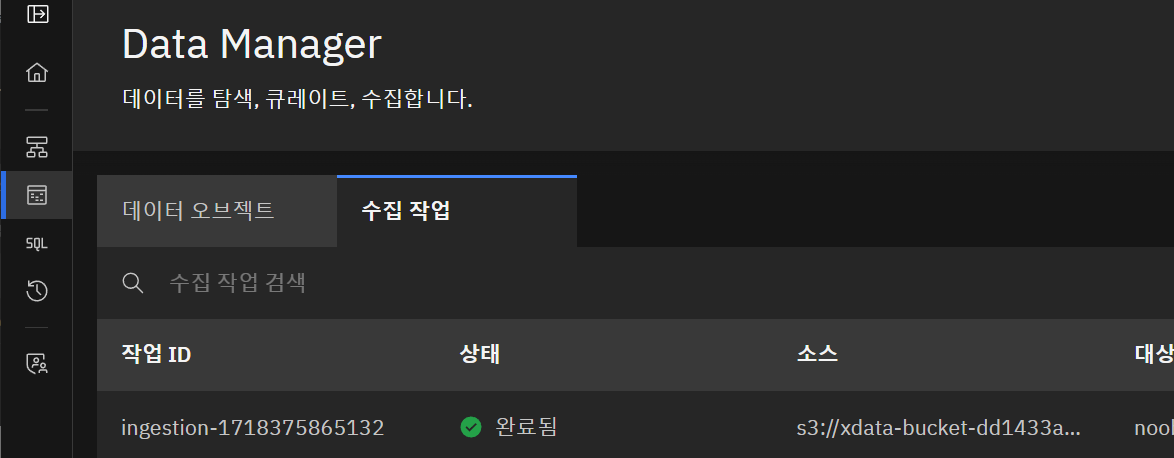 Data Manager
데이터를 탐색, 큐레이트, 수집합니다.
데이터 오브젝트 수집 작업
SQL
수집 작업 검색
작업 ID 상태 소스 대상
ingestion-1718375865132 완료됨 s3://xdata-bucket-dd1433a...